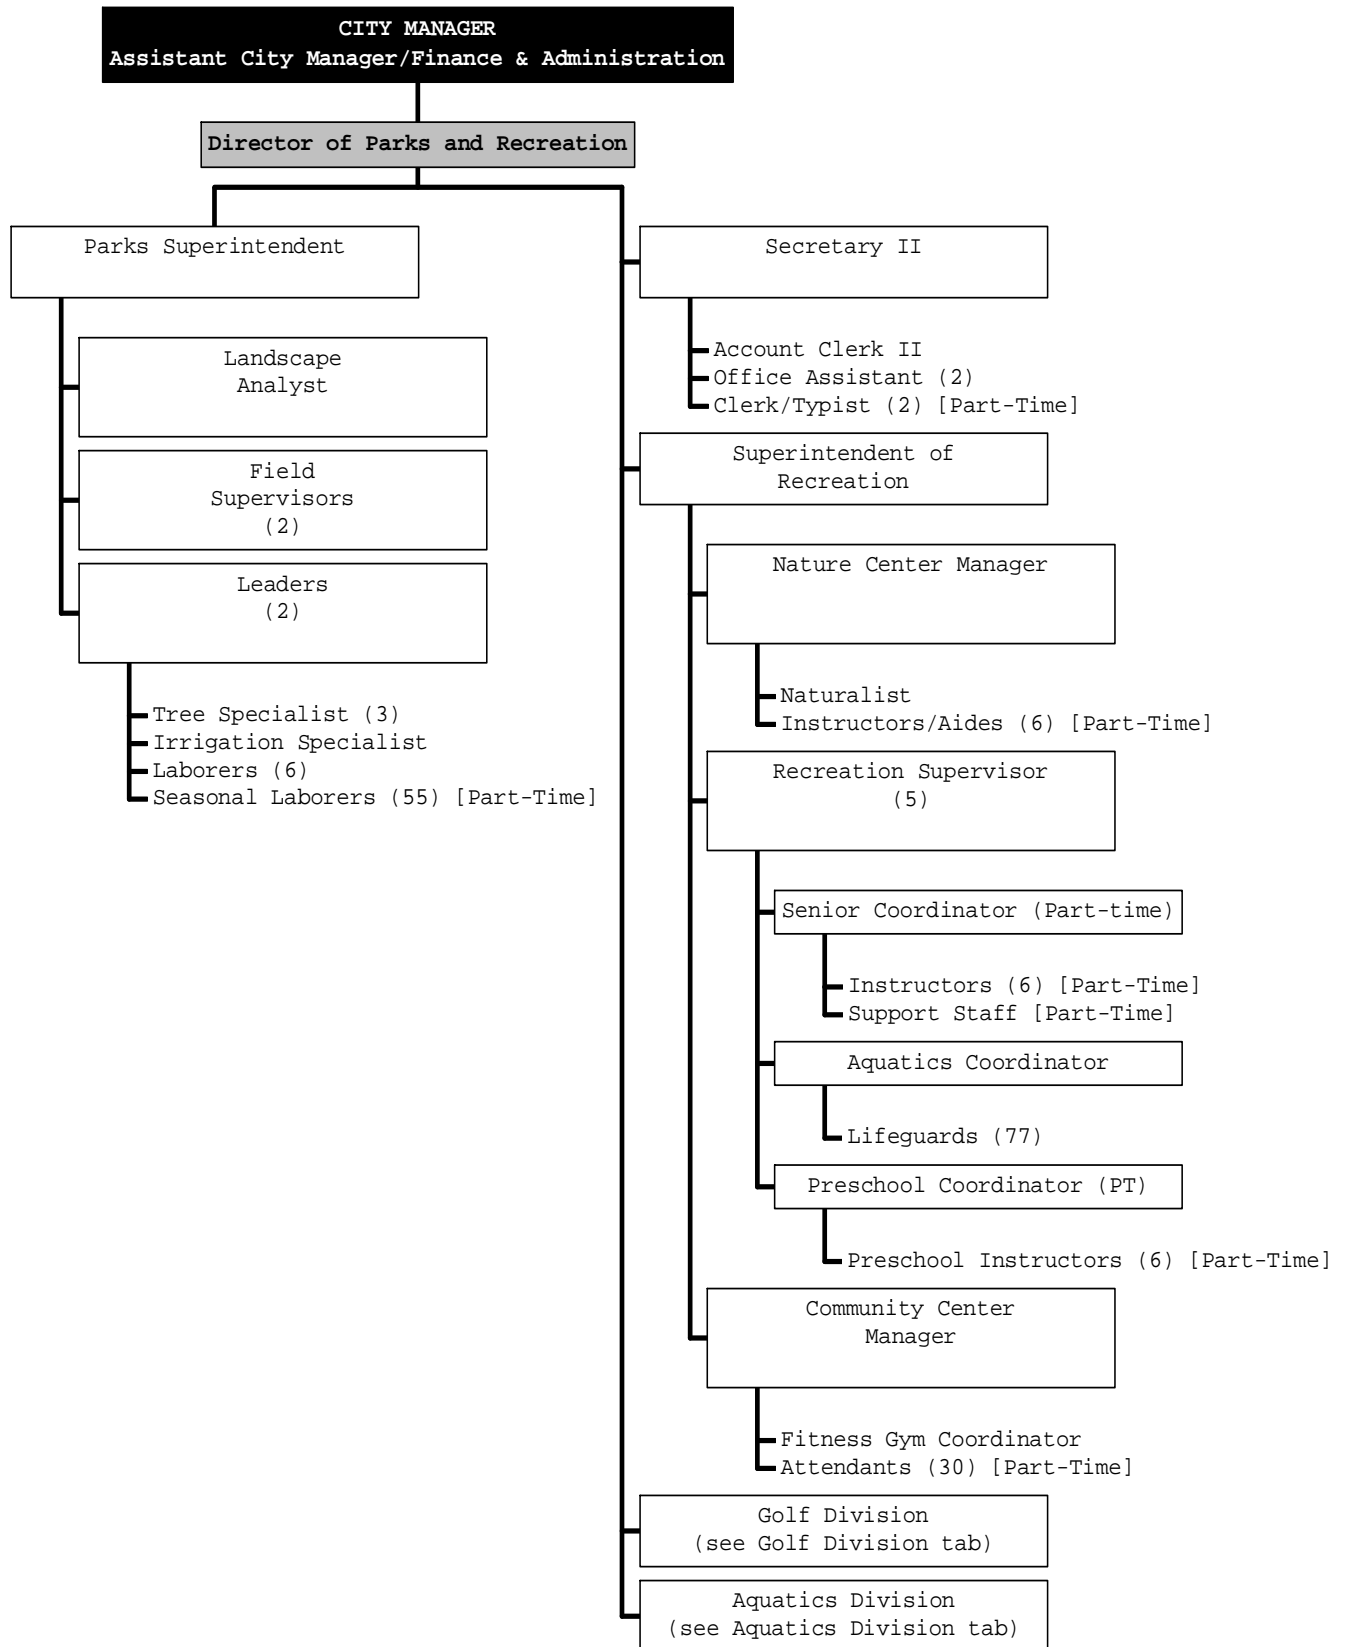 CITY MANAGER
Assistant City Manager/Finance & Administration
Director of Parks and Recreation
Parks Superintendent
Landscape
Analyst
Field
Supervisors
(2)
Leaders
(2)
Tree Specialist (3)
Irrigation Specialist
Laborers (6)
Seasonal Laborers (55) [Part-Time]
Secretary II
Account Clerk II
Office Assistant (2)
Clerk/Typist (2) [Part-Time]
Superintendent of
Recreation
Nature Center Manager
Naturalist
Instructors/Aides (6) [Part-Time]
Recreation Supervisor
(5)
Senior Coordinator (Part-time)
Instructors (6) [Part-Time]
Support Staff [Part-Time]
Aquatics Coordinator
Lifeguards (77)
Preschool Coordinator (PT)
Preschool Instructors (6) [Part-Time]
Community Center
Manager
Fitness Gym Coordinator
Attendants (30) [Part-Time]
Golf Division
(see Golf Division tab)
Aquatics Division
(see Aquatics Division tab)